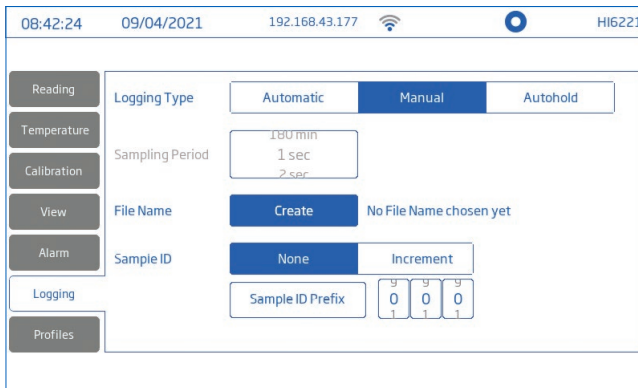 08:42:24 09/04/2021 192.168.43.177 HI6221
Reading
Temperature
Calibration
View
Alarm
Logging
Profiles
Logging Type Automatic Manual Autohold
180 min
Sampling Period 1 sec
2 sec
File Name Create No File Name chosen yet
Sample ID None Increment
9 9 9
Sample ID Prefix 0 0 0
1 1 1